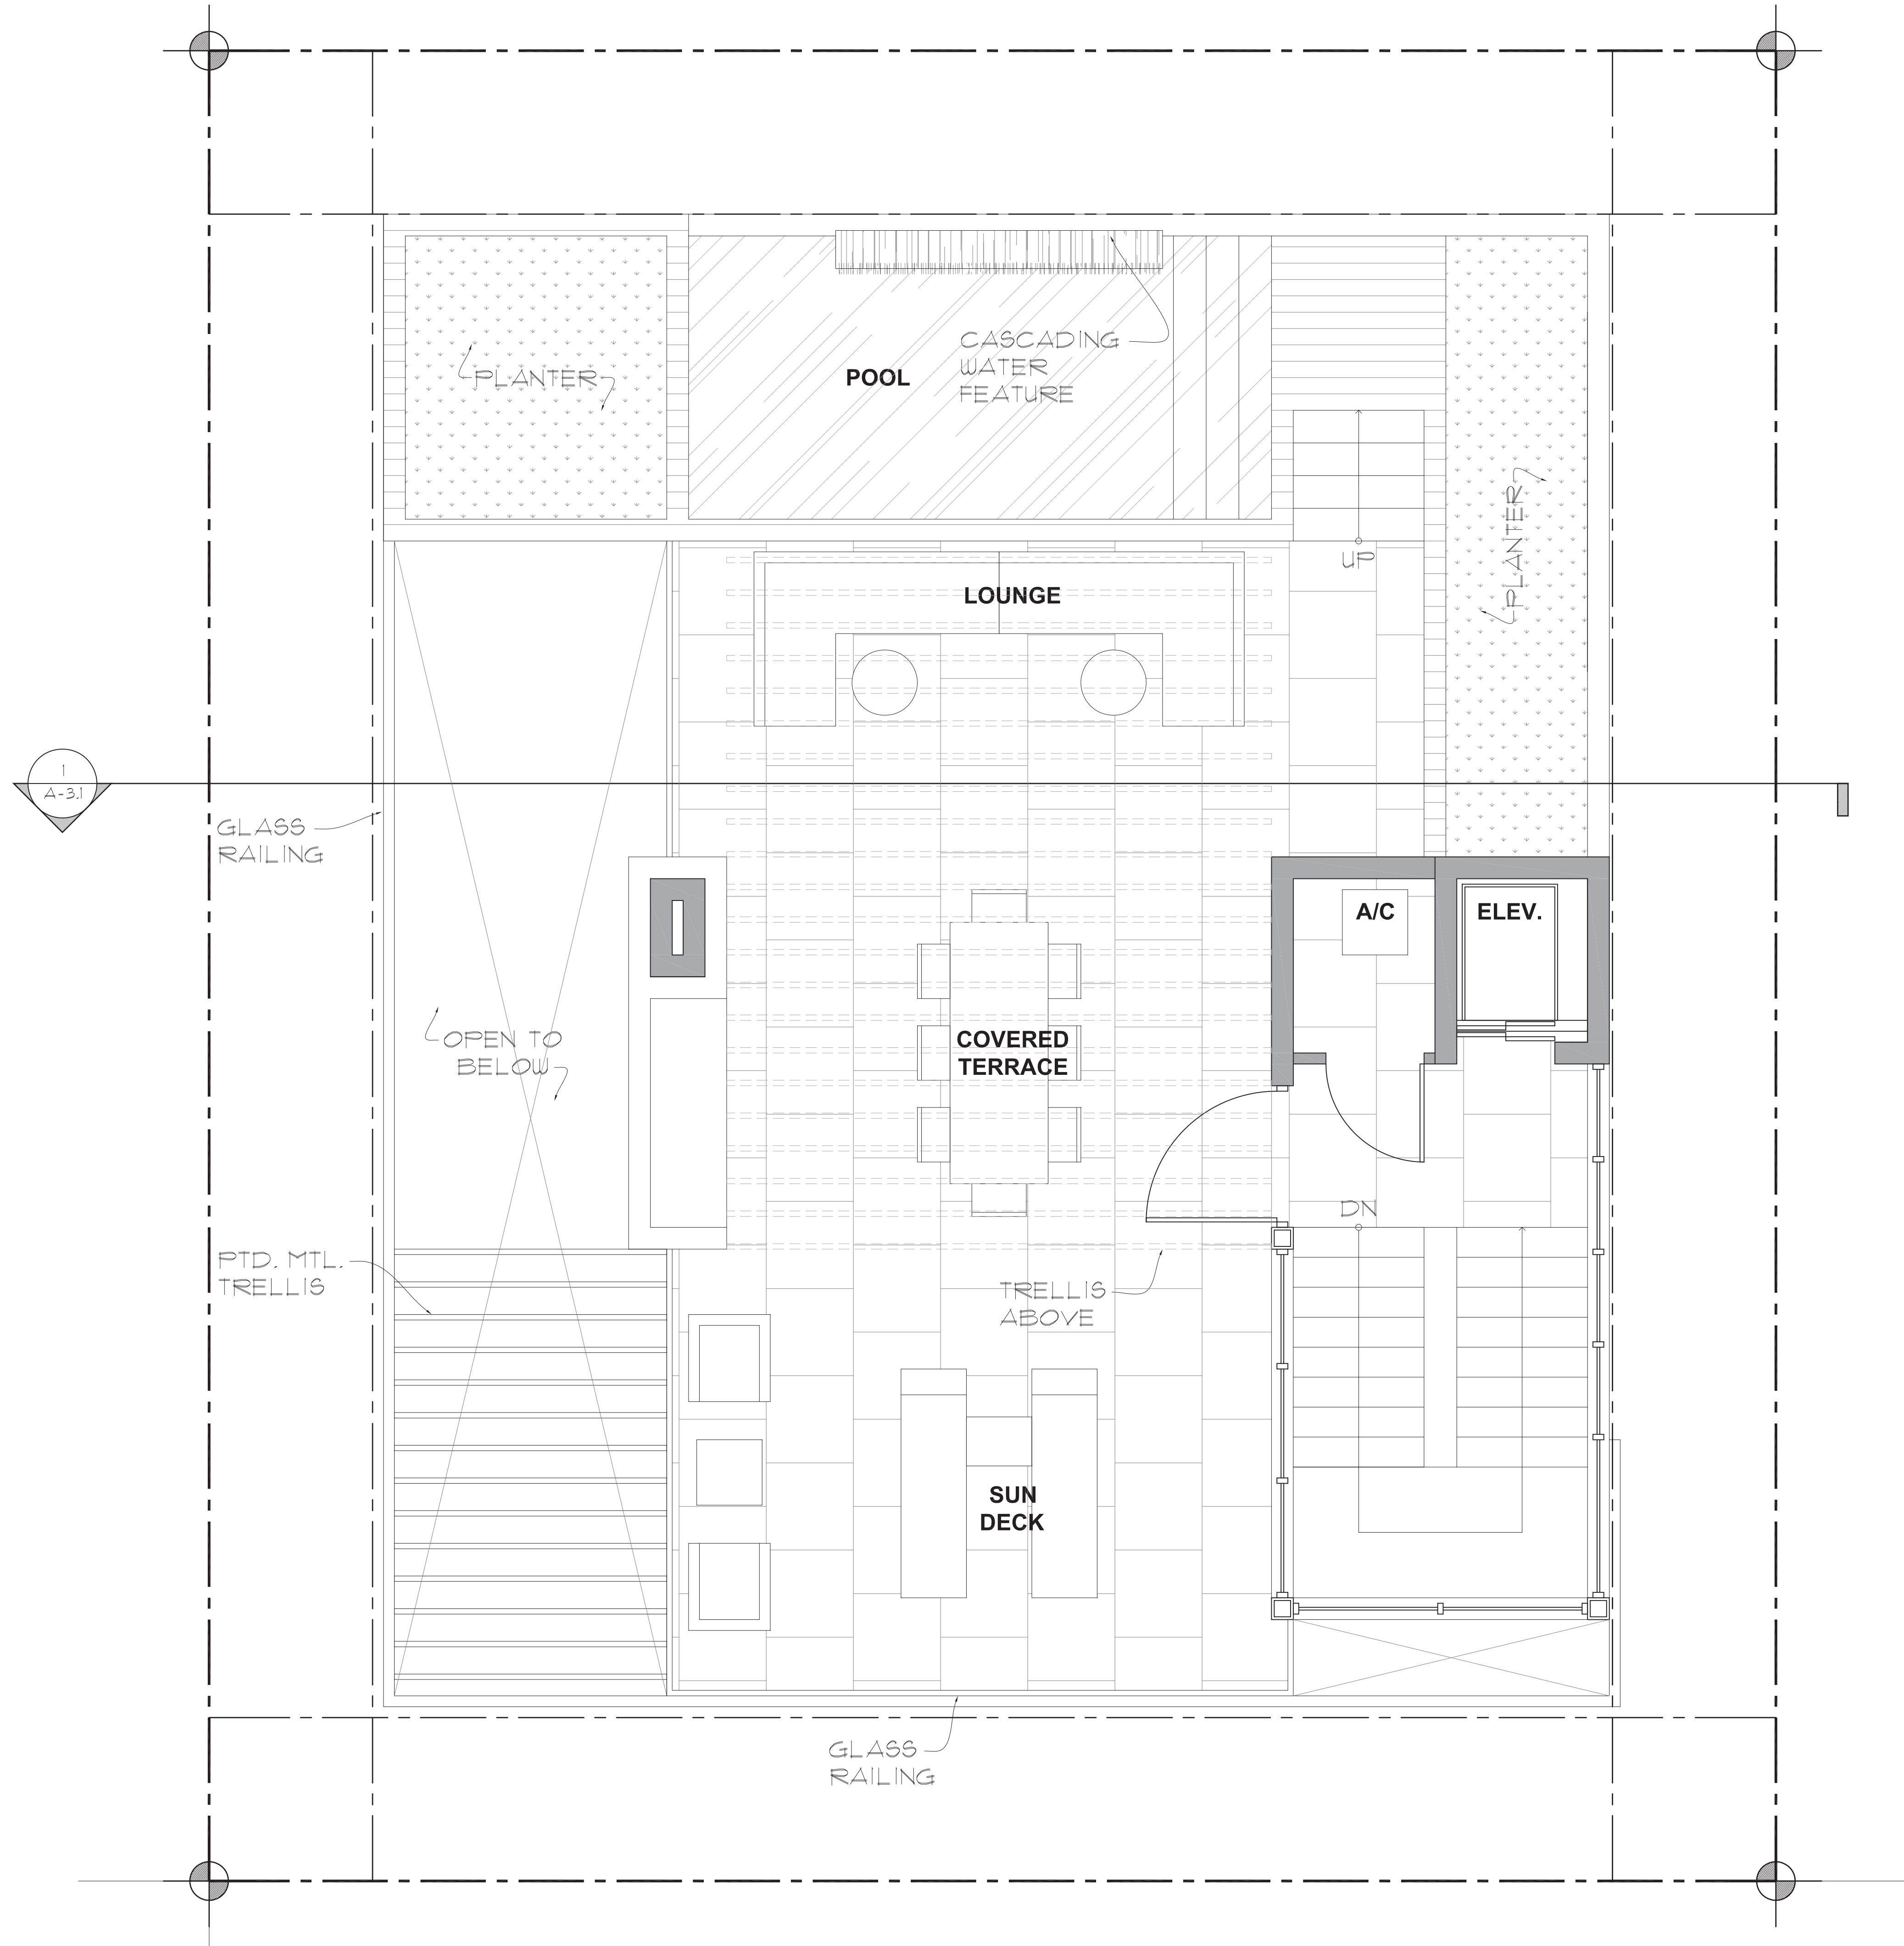 CASCADING
WATER
FEATURE
POOL
PLANTER
PLANTER
UP
LOUNGE
1
A-3.1
GLASS
RAILING
A/C
ELEV.
OPEN TO
BELOW
COVERED
TERRACE
DN
PTD. MTL.
TRELLIS
TRELLIS
ABOVE
SUN
DECK
GLASS
RAILING